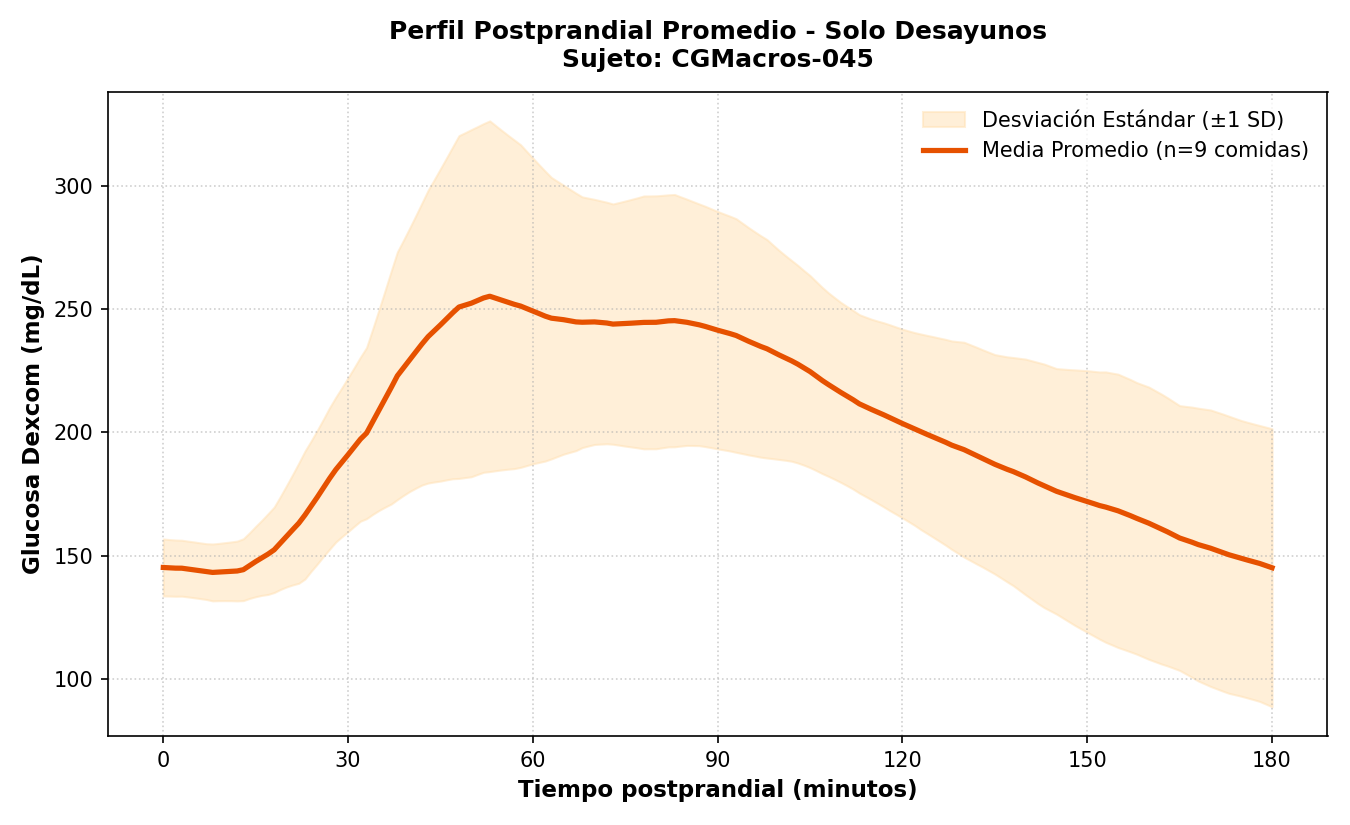 Perfil Postprandial Promedio - Solo Desayunos
Sujeto: CGMacros-045
Desviación Estándar (±1 SD)
Media Promedio (n=9 comidas)
Glucosa Dexcom (mg/dL)
300
250
200
150
100
0 30 60 90 120 150 180
Tiempo postprandial (minutos)